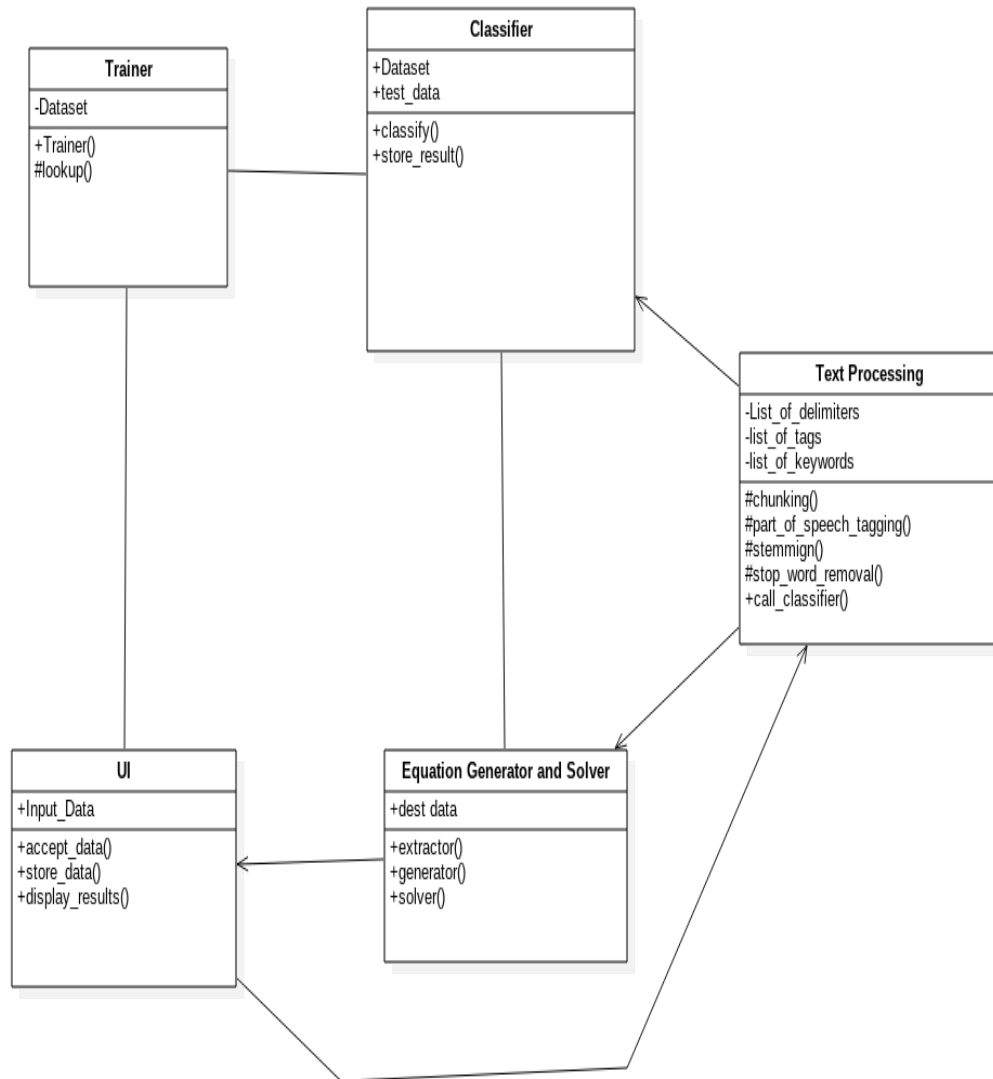 Trainer
-Dataset
+Trainer()
#lookup()
Classifier
+Dataset
+test_data
+classify()
+store_result()
Text Processing
-List_of_delimiters
-list_of_tags
-list_of_keywords
#chunking()
#part_of_speech_tagging()
#stemmign()
#stop_word_removal()
+call_classifier()
UI
+Input_Data
+accept_data()
+store_data()
+display_results()
Equation Generator and Solver
+dest data
+extractor()
+generator()
+solver()